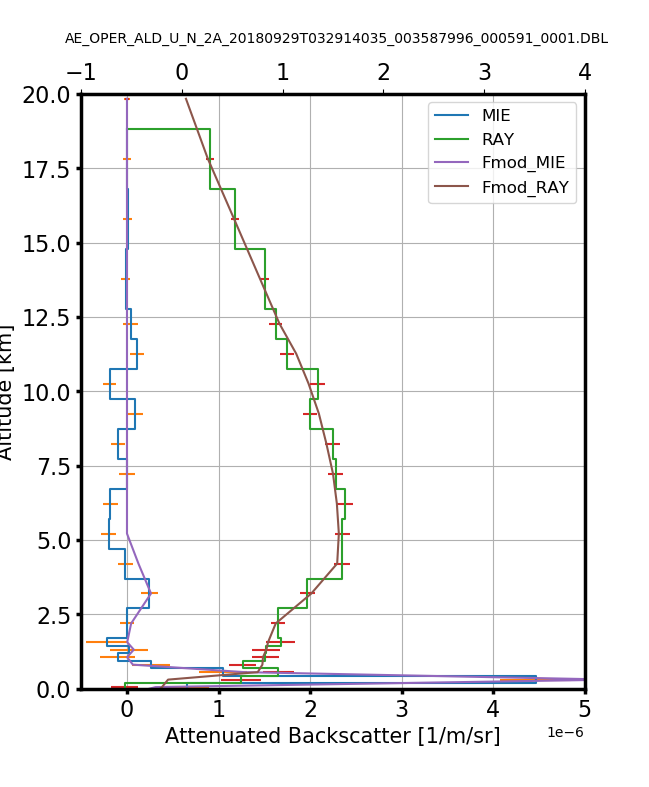 AE_OPER_ALD_U_N_2A_20180929T032914035_003587996_000591_0001.DBL
−1 0 1 2 3 4
MIE
RAY
Fmod_MIE
Fmod_RAY
20.0
17.5
15.0
12.5
10.0
7.5
5.0
2.5
0.0
Altitude [km]
0 1 2 3 4 5
Attenuated Backscatter [1/m/sr]
1e−6